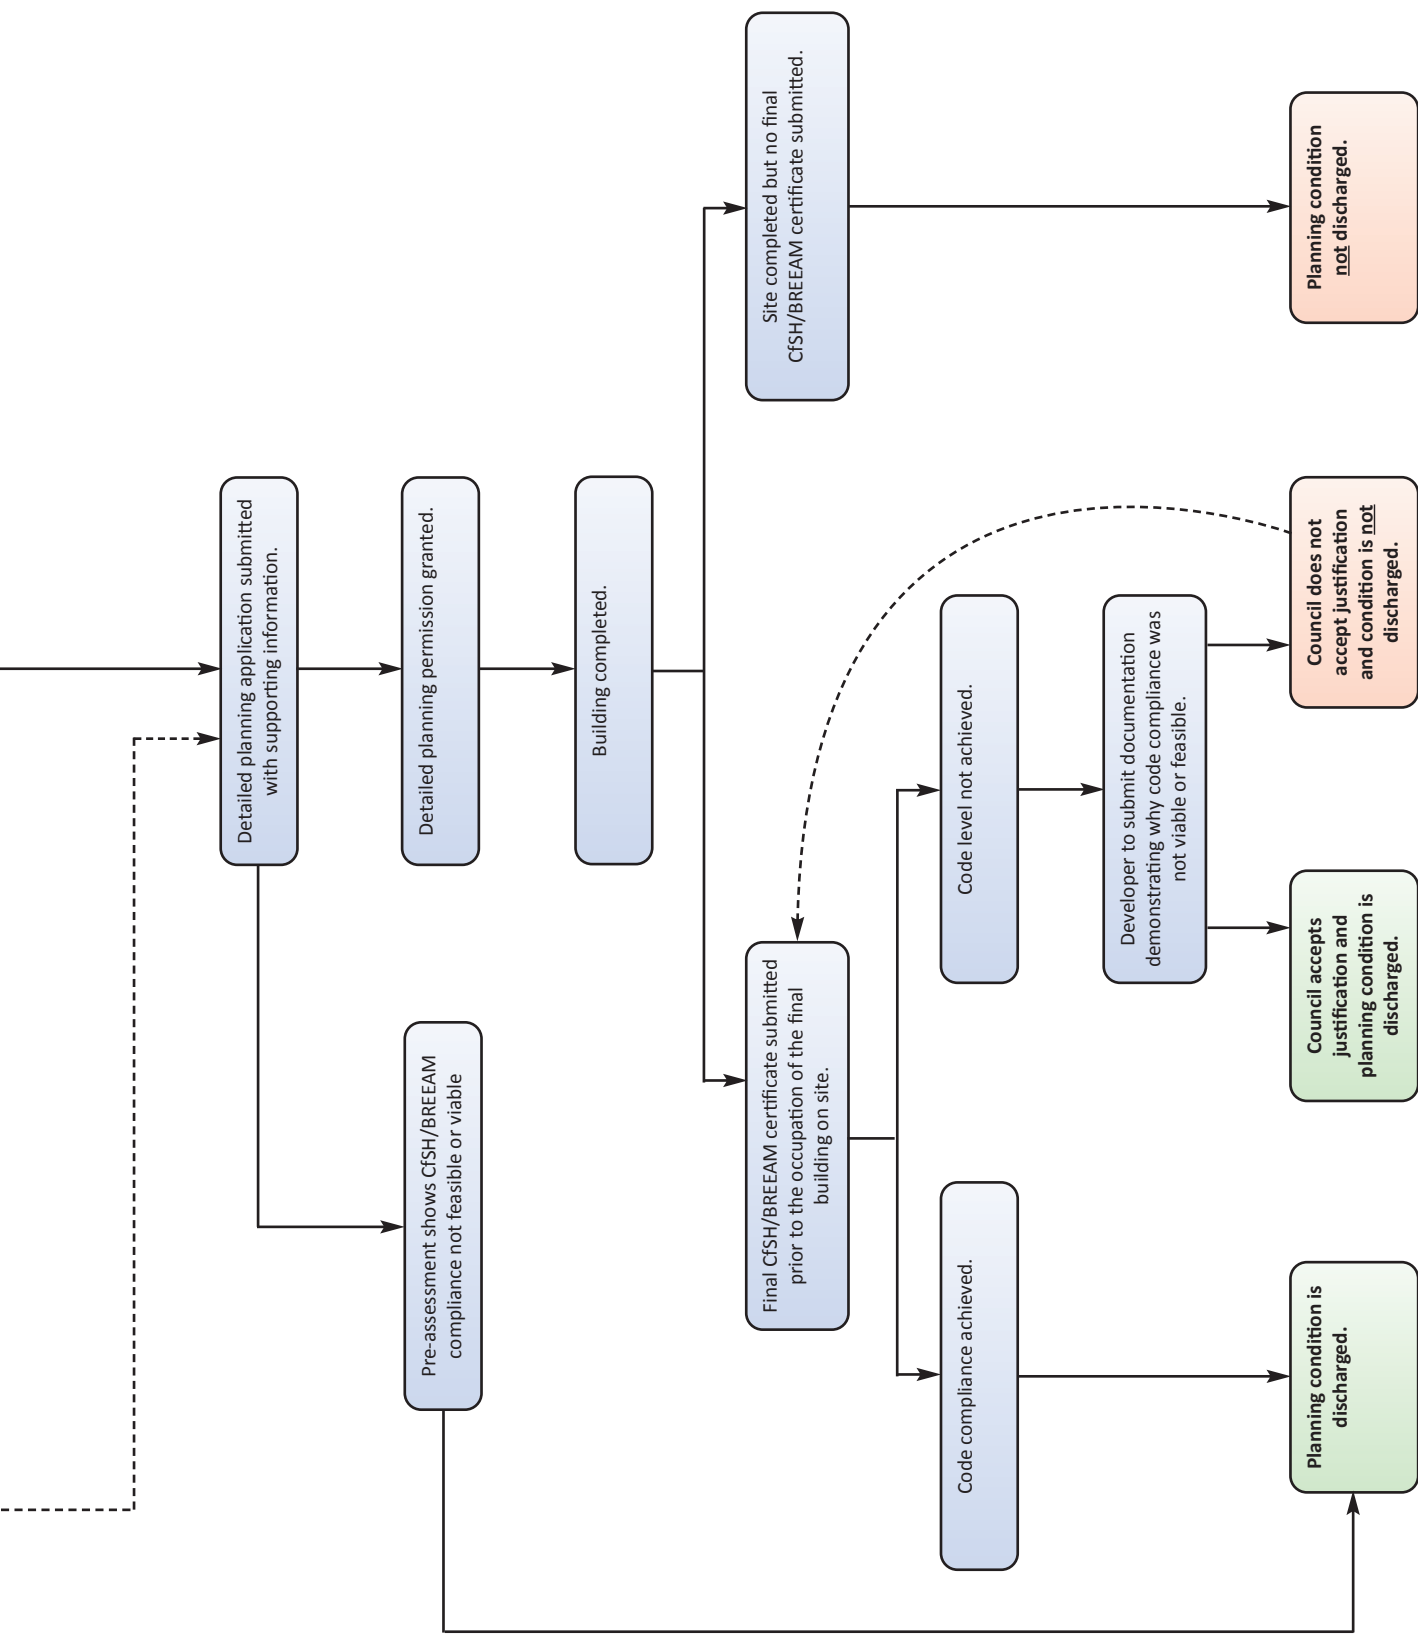 Detailed planning application submitted
with supporting information.
Detailed planning permission granted.
Pre-assessment shows CfSH/BREEAM
compliance not feasible or viable
Building completed.
Site completed but no final
CfSH/BREEAM certificate submitted.
Final CfSH/BREEAM certificate submitted
prior to the occupation of the final
building on site.
Code compliance achieved.
Code level not achieved.
Developer to submit documentation
demonstrating why code compliance was
not viable or feasible.
Planning condition is
discharged.
Council accepts
justification and
planning condition is
discharged.
Council does not
accept justification
and condition is not
discharged.
Planning condition
not discharged.